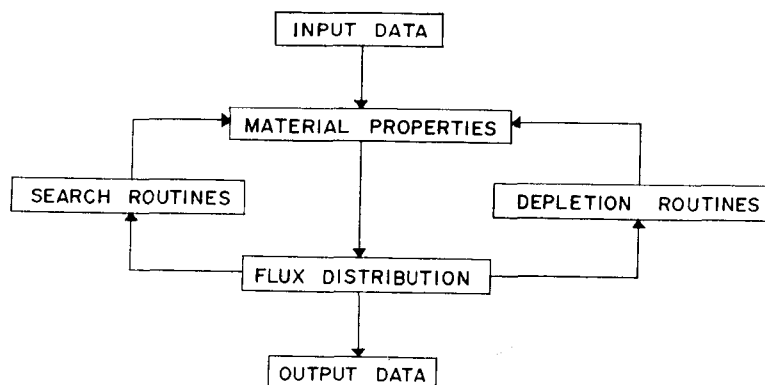 INPUT DATA
MATERIAL PROPERTIES
SEARCH ROUTINES
DEPLETION ROUTINES
FLUX DISTRIBUTION
OUTPUT DATA